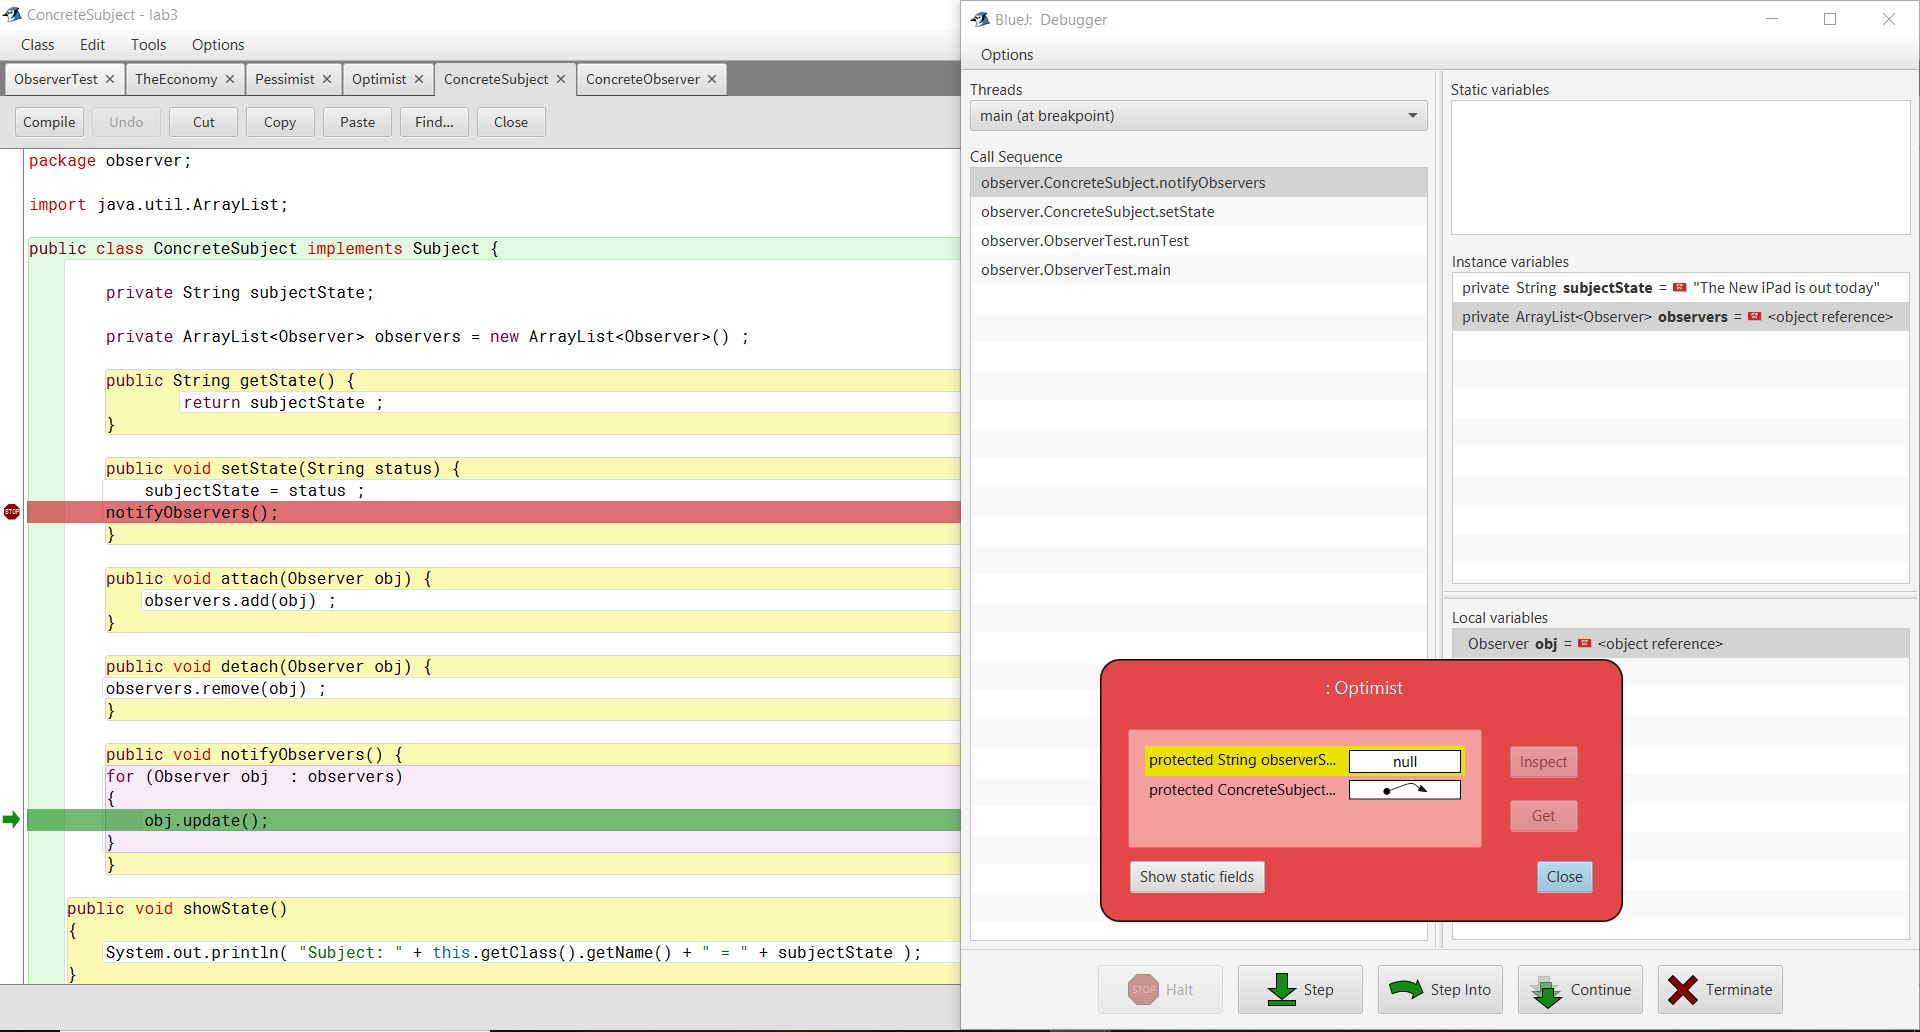 ConcreteSubject - lab3
Class Edit Tools Options
ObserverTest × TheEconomy × Pessimist × Optimist × ConcreteSubject × ConcreteObserver ×
Compile Undo Cut Copy Paste Find... Close
package observer;
import java.util.ArrayList;
public class ConcreteSubject implements Subject {
private String subjectState;
private ArrayList<Observer> observers = new ArrayList<Observer>() ;
public String getState() {
return subjectState ;
}
public void setState(String status) {
subjectState = status ;
STOP notifyObservers();
}
public void attach(Observer obj) {
observers.add(obj) ;
}
public void detach(Observer obj) {
observers.remove(obj) ;
}
public void notifyObservers() {
for (Observer obj  : observers)
{
obj.update();
}
}
public void showState()
{
System.out.println( "Subject: " + this.getClass().getName() + " = " + subjectState );
}
BlueJ: Debugger
Options
Threads
main (at breakpoint)
Call Sequence
observer.ConcreteSubject.notifyObservers
observer.ConcreteSubject.setState
observer.ObserverTest.runTest
observer.ObserverTest.main
Static variables
Instance variables
private String subjectState = "The New iPad is out today"
private ArrayList<Observer> observers = <object reference>
Local variables
Observer obj = <object reference>
: Optimist
protected String observerS... null
protected ConcreteSubject...
Inspect
Get
Show static fields
Close
STOP Halt Step Step Into Continue Terminate